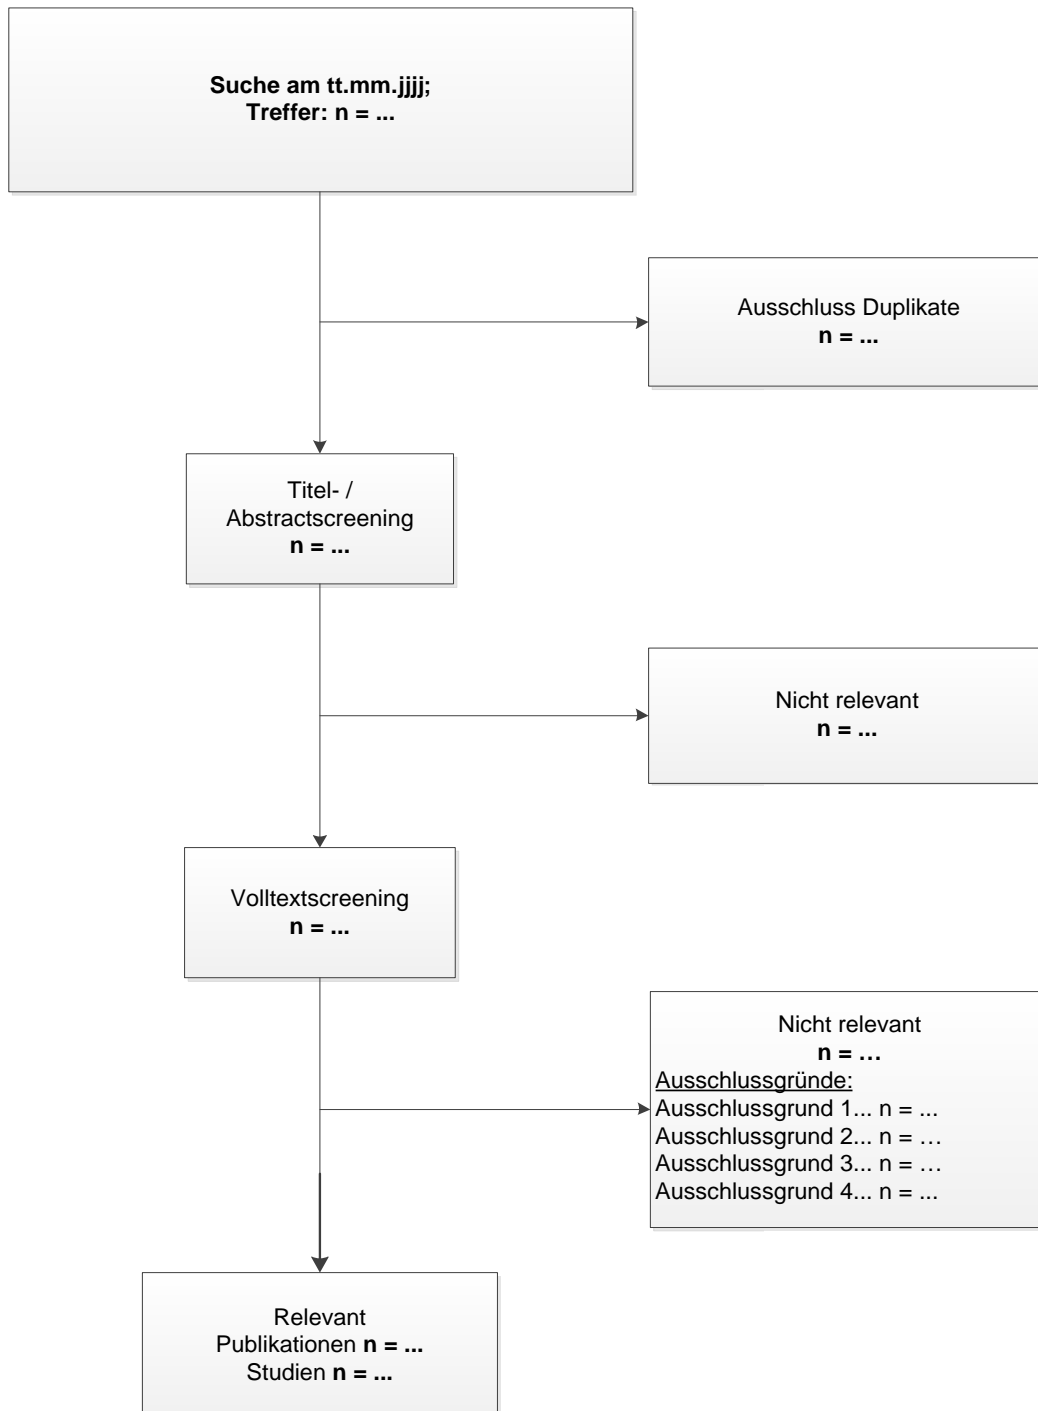 Suche am tt.mm.jjjj;
Treffer: n = ...
Ausschluss Duplikate
n = ...
Titel- /
Abstractscreening
n = ...
Nicht relevant
n = ...
Volltextscreening
n = ...
Nicht relevant
n = …
Ausschlussgründe:
Ausschlussgrund 1... n = ...
Ausschlussgrund 2... n = …
Ausschlussgrund 3... n = …
Ausschlussgrund 4... n = ...
Relevant
Publikationen n = ...
Studien n = ...